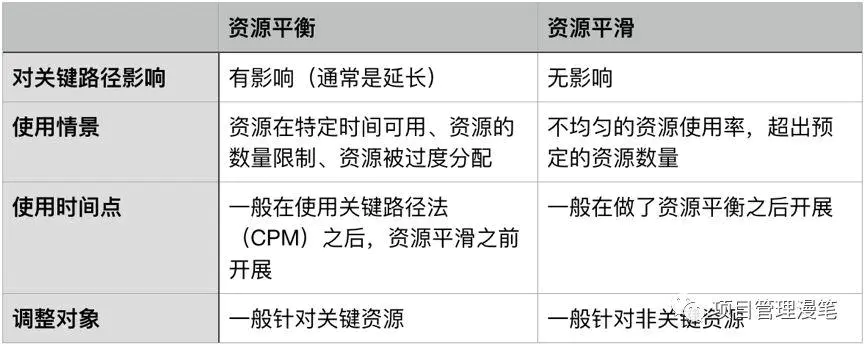 资源平衡 资源平滑
对关键路径影响 有影响（通常是延长） 无影响
使用情景 资源在特定时间可用、资源的 不均匀的资源使用率，超出预
数量限制、资源被过度分配 定的资源数量
使用时间点 一般在使用关键路径法 一般在做了资源平衡之后开展
（CPM）之后，资源平滑之前
开展
调整对象 一般针对关键资源 一般针对非关键资源
项目管理漫笔